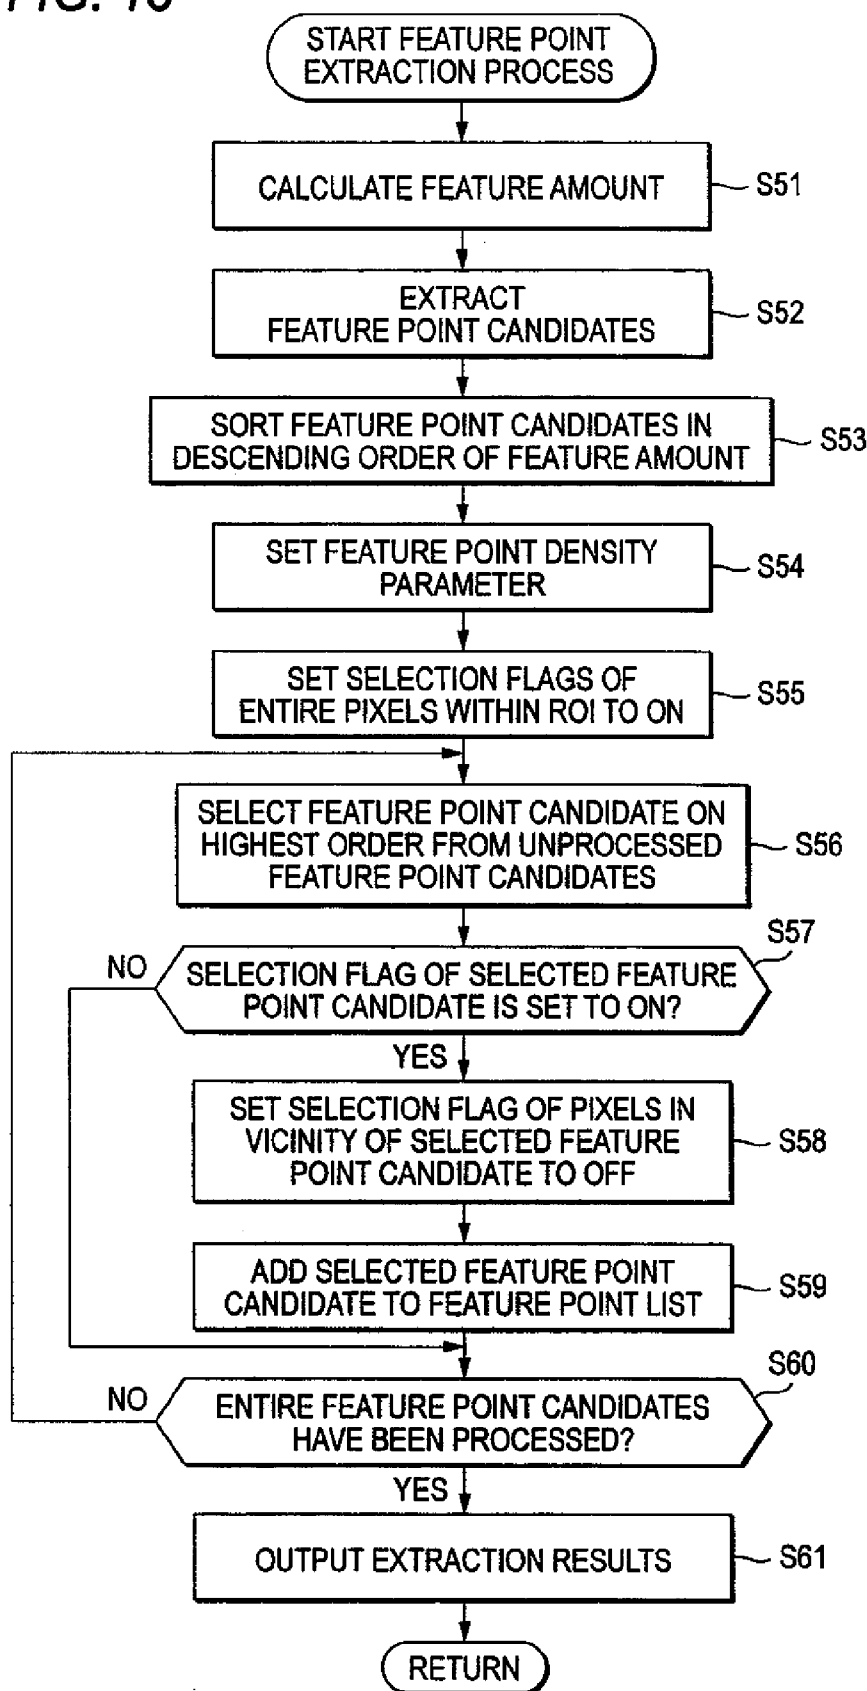 START FEATURE POINT
EXTRACTION PROCESS
CALCULATE FEATURE AMOUNT
S51
EXTRACT
FEATURE POINT CANDIDATES
S52
SORT FEATURE POINT CANDIDATES IN
DESCENDING ORDER OF FEATURE AMOUNT
S53
SET FEATURE POINT DENSITY
PARAMETER
S54
SET SELECTION FLAGS OF
ENTIRE PIXELS WITHIN ROI TO ON
S55
SELECT FEATURE POINT CANDIDATE ON
HIGHEST ORDER FROM UNPROCESSED
FEATURE POINT CANDIDATES
S56
S57
NO
SELECTION FLAG OF SELECTED FEATURE
POINT CANDIDATE IS SET TO ON?
YES
SET SELECTION FLAG OF PIXELS IN
VICINITY OF SELECTED FEATURE
POINT CANDIDATE TO OFF
S58
ADD SELECTED FEATURE POINT
CANDIDATE TO FEATURE POINT LIST
S59
S60
NO
ENTIRE FEATURE POINT CANDIDATES
HAVE BEEN PROCESSED?
YES
OUTPUT EXTRACTION RESULTS
S61
RETURN